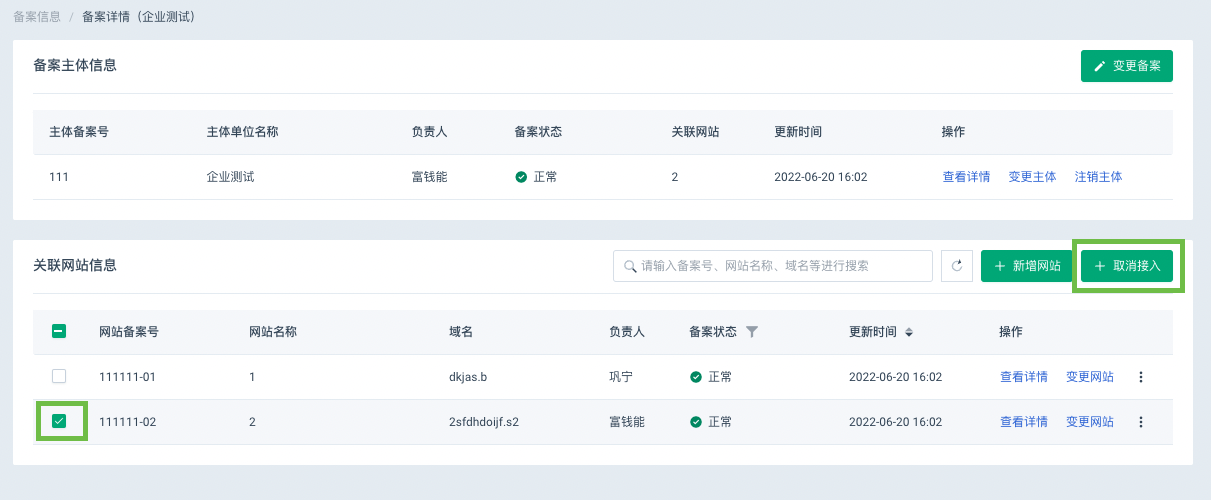 备案信息 / 备案详情（企业测试）
备案主体信息 变更备案
主体备案号 主体单位名称 负责人 备案状态 关联网站 更新时间 操作
111 企业测试 富钱能 正常 2 2022-06-20 16:02 查看详情 变更主体 注销主体
关联网站信息 请输入备案号、网站名称、域名等进行搜索 新增网站 取消接入
网站备案号 网站名称 域名 负责人 备案状态 更新时间 操作
111111-01 1 dkjas.b 巩宁 正常 2022-06-20 16:02 查看详情 变更网站
111111-02 2 2sfdhdoijf.s2 富钱能 正常 2022-06-20 16:02 查看详情 变更网站